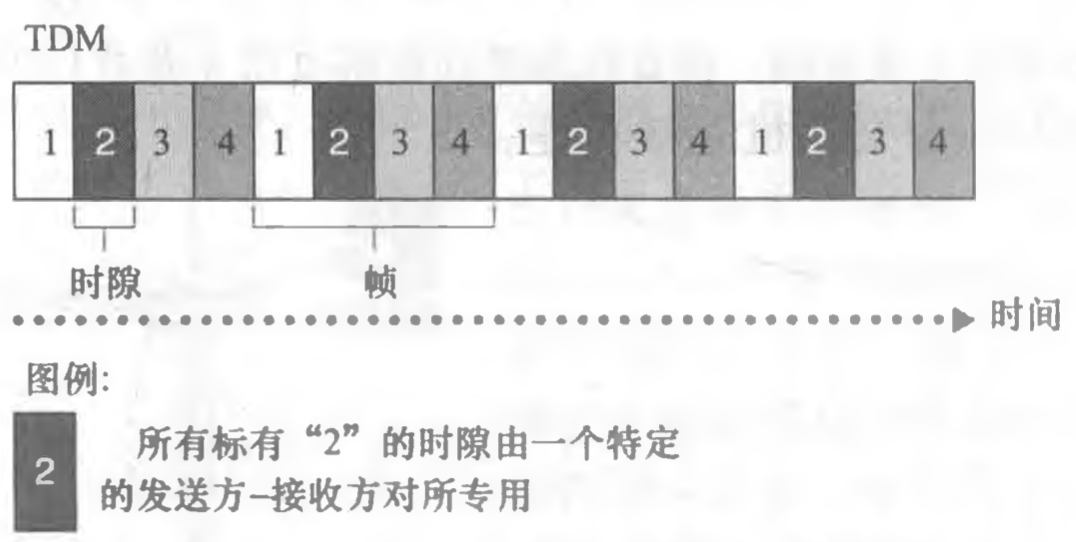 TDM
1 2 3 4 1 2 3 4 1 2 3 4 1 2 3 4
时隙 帧
时间
图例:
2
所有标有“2”的时隙由一个特定
的发送方–接收方对所专用